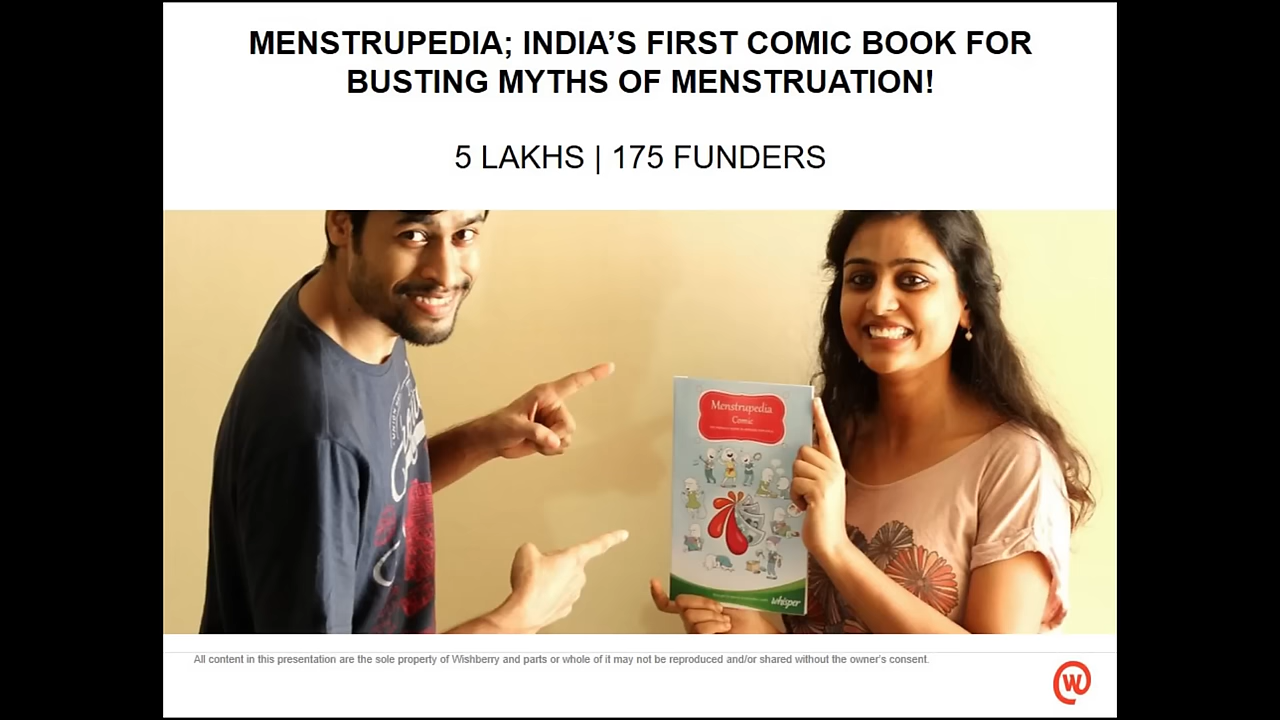 MENSTRUPEDIA; INDIA'S FIRST COMIC BOOK FOR
BUSTING MYTHS OF MENSTRUATION!
5 LAKHS | 175 FUNDERS
Menstrupedia
Comic
whisper
All content in this presentation are the sole property of Wishberry and parts or whole of it may not be reproduced and/or shared without the owner's consent.
W